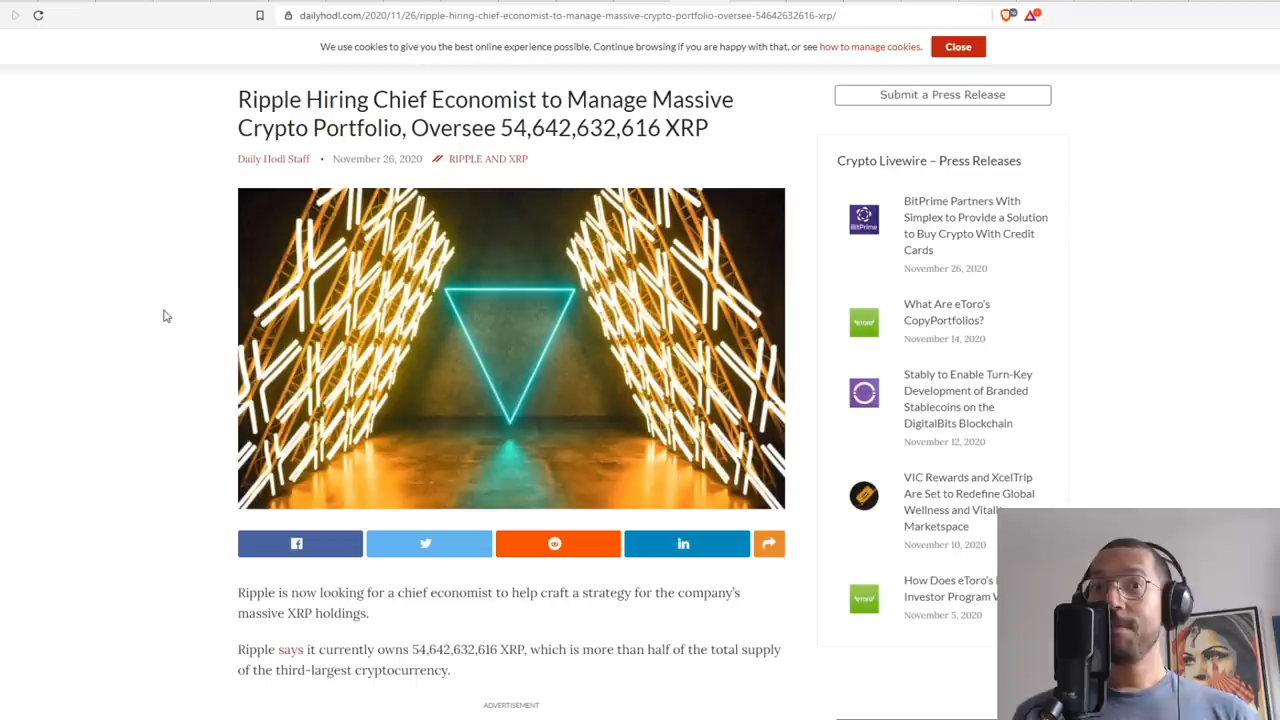 dailyhodl.com/2020/11/26/ripple-hiring-chief-economist-to-manage-massive-crypto-portfolio-oversee-54642632616-xrp/
We use cookies to give you the best online experience possible. Continue browsing if you are happy with that, or see how to manage cookies.
Close
Ripple Hiring Chief Economist to Manage Massive
Crypto Portfolio, Oversee 54,642,632,616 XRP
Daily Hodl Staff • November 26, 2020 RIPPLE AND XRP
Ripple is now looking for a chief economist to help craft a strategy for the company’s
massive XRP holdings.
Ripple says it currently owns 54,642,632,616 XRP, which is more than half of the total supply
of the third-largest cryptocurrency.
ADVERTISEMENT
Submit a Press Release
Crypto Livewire – Press Releases
BitPrime
BitPrime Partners With
Simplex to Provide a Solution
to Buy Crypto With Credit
Cards
November 26, 2020
eToro
What Are eToro’s
CopyPortfolios?
November 14, 2020
Stably to Enable Turn-Key
Development of Branded
Stablecoins on the
DigitalBits Blockchain
November 12, 2020
VIC Rewards and XcelTrip
Are Set to Redefine Global
Wellness and
Marketspace
November 10, 2020
eToro
How Does eToro’s
Investor Program
November 5, 2020